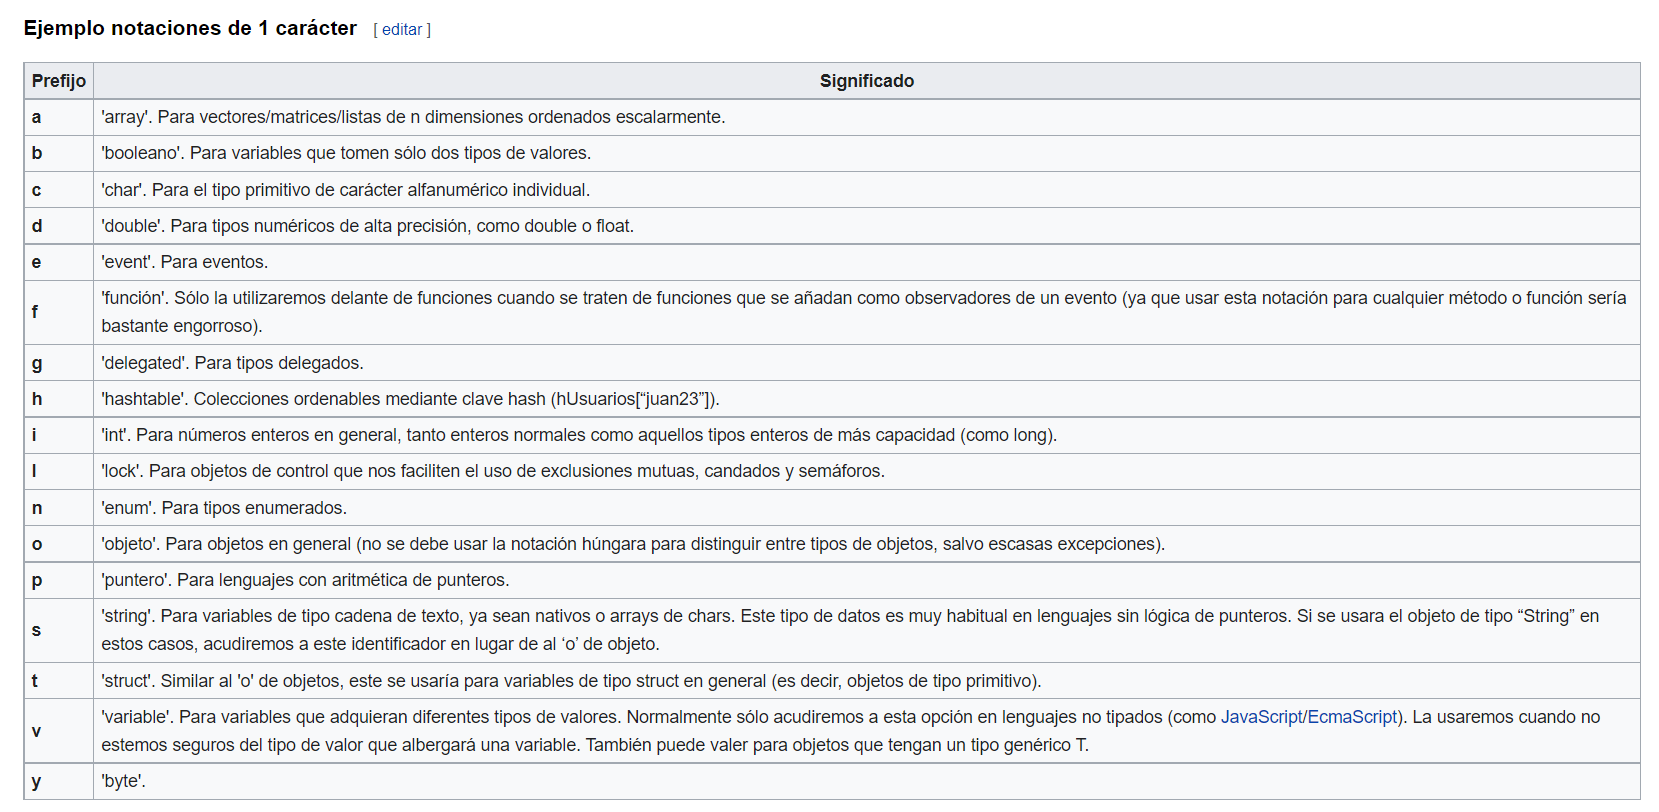 Ejemplo notaciones de 1 carácter [ editar ]
Prefijo Significado
a 'array'. Para vectores/matrices/listas de n dimensiones ordenados escalarmente.
b 'booleano'. Para variables que tomen sólo dos tipos de valores.
c 'char'. Para el tipo primitivo de carácter alfanumérico individual.
d 'double'. Para tipos numéricos de alta precisión, como double o float.
e 'event'. Para eventos.
f 'función'. Sólo la utilizaremos delante de funciones cuando se traten de funciones que se añadan como observadores de un evento (ya que usar esta notación para cualquier método o función sería
bastante engorroso).
g 'delegated'. Para tipos delegados.
h 'hashtable'. Colecciones ordenables mediante clave hash (hUsuarios[“juan23”]).
i 'int'. Para números enteros en general, tanto enteros normales como aquellos tipos enteros de más capacidad (como long).
l 'lock'. Para objetos de control que nos faciliten el uso de exclusiones mutuas, candados y semáforos.
n 'enum'. Para tipos enumerados.
o 'objeto'. Para objetos en general (no se debe usar la notación húngara para distinguir entre tipos de objetos, salvo escasas excepciones).
p 'puntero'. Para lenguajes con aritmética de punteros.
s 'string'. Para variables de tipo cadena de texto, ya sean nativos o arrays de chars. Este tipo de datos es muy habitual en lenguajes sin lógica de punteros. Si se usara el objeto de tipo “String” en
estos casos, acudiremos a este identificador en lugar de al ‘o’ de objeto.
t 'struct'. Similar al 'o' de objetos, este se usaría para variables de tipo struct en general (es decir, objetos de tipo primitivo).
v 'variable'. Para variables que adquieran diferentes tipos de valores. Normalmente sólo acudiremos a esta opción en lenguajes no tipados (como JavaScript/EcmaScript). La usaremos cuando no
estemos seguros del tipo de valor que albergará una variable. También puede valer para objetos que tengan un tipo genérico T.
y 'byte'.